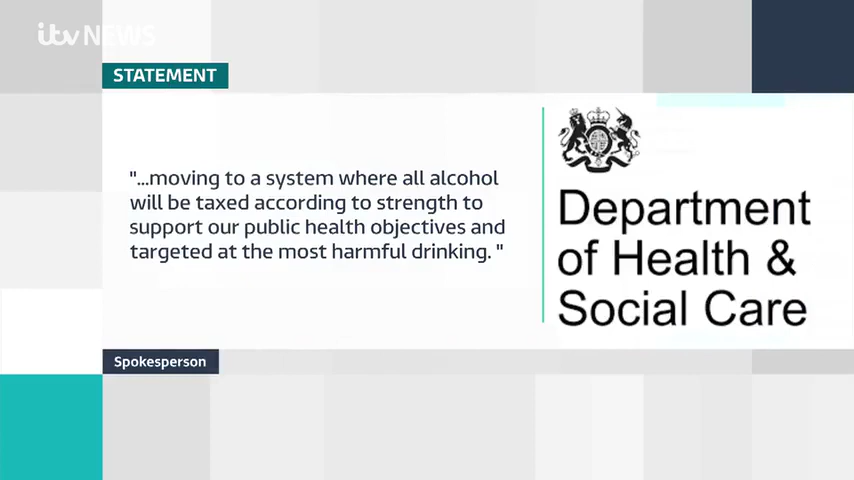 itv NEWS
STATEMENT
"...moving to a system where all alcohol
will be taxed according to strength to
support our public health objectives and
targeted at the most harmful drinking. "
Department
of Health &
Social Care
Spokesperson